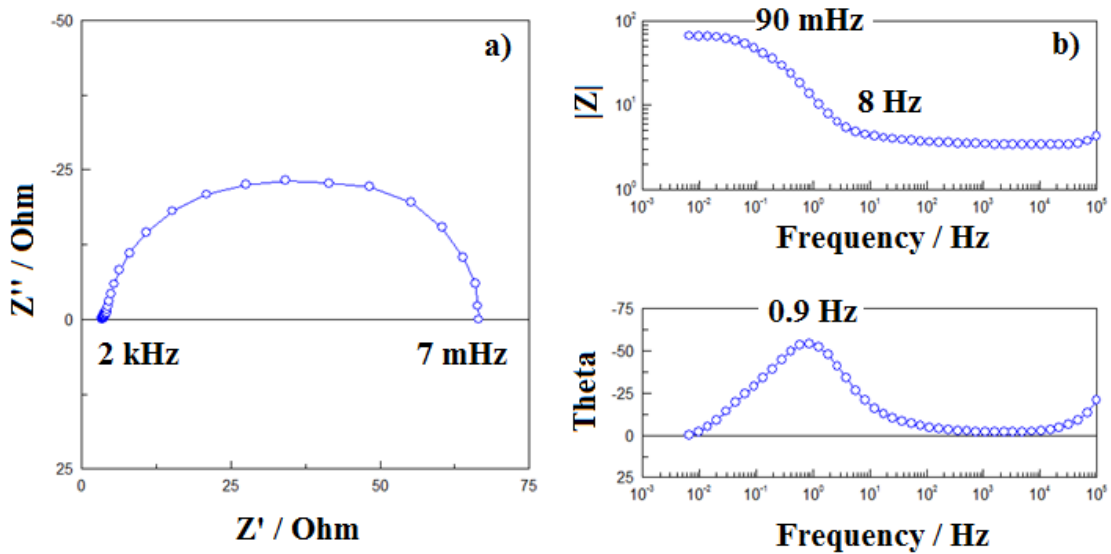 a)
-50
-25
0
25
Z'' / Ohm
2 kHz
7 mHz
0
25
50
75
Z' / Ohm
b)
90 mHz
8 Hz
|Z|
10²
10¹
10⁰
10⁻³
10⁻²
10⁻¹
10⁰
10¹
10²
10³
10⁴
10⁵
Frequency / Hz
0.9 Hz
Theta
-75
-50
-25
0
25
10⁻³
10⁻²
10⁻¹
10⁰
10¹
10²
10³
10⁴
10⁵
Frequency / Hz